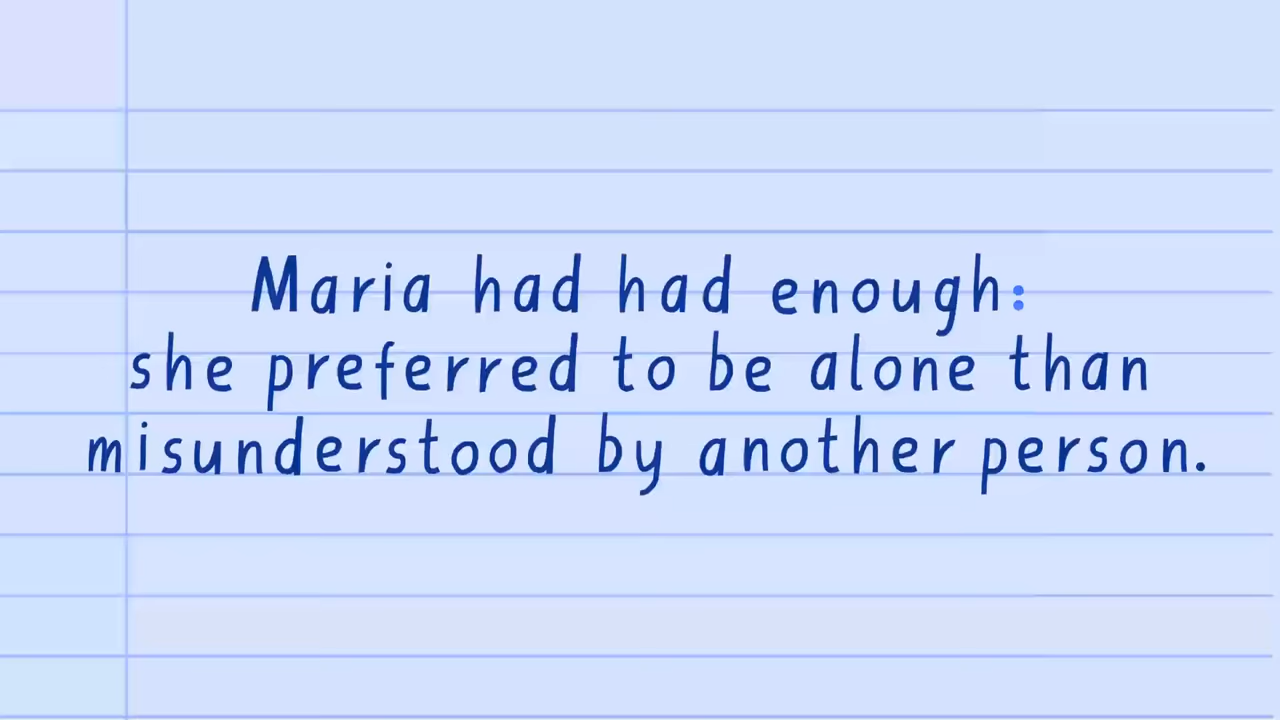 Maria had had enough:
she preferred to be alone than
misunderstood by another person.